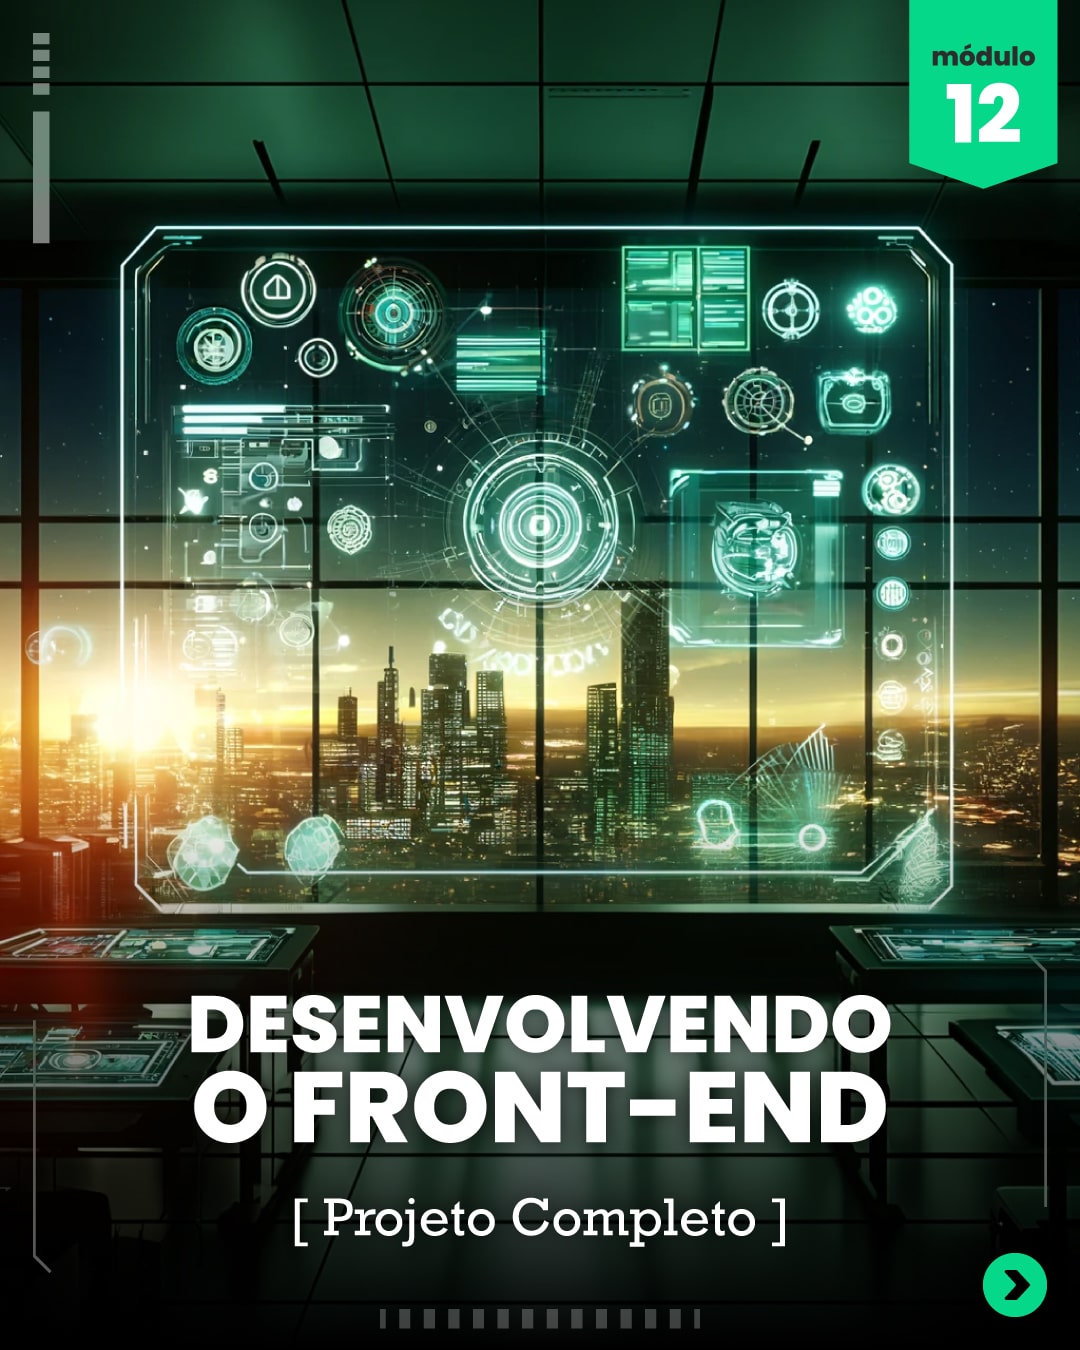 módulo
12
DESENVOLVENDO
O FRONT-END
[ Projeto Completo ]